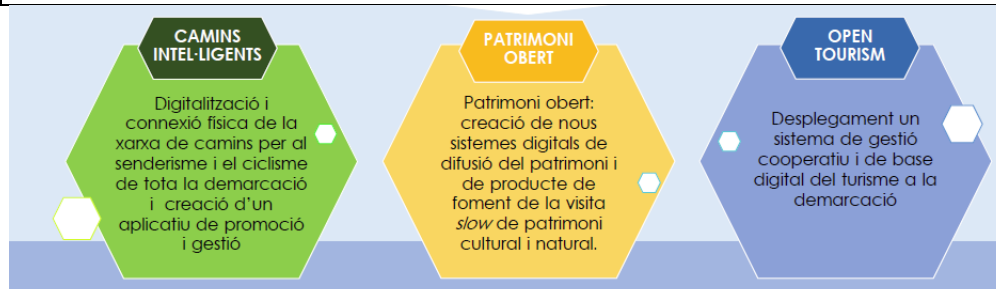 CAMINS
INTEL·LIGENTS
Digitalització i
connexió física de la
xarxa de camins per al
senderisme i el ciclisme
de tota la demarcació
i creació d'un
aplicatiu de promoció
i gestió
PATRIMONI
OBERT
Patrimoni obert:
creació de nous
sistemes digitals de
difusió del patrimoni i
de producte de
foment de la visita
slow de patrimoni
cultural i natural.
OPEN
TOURISM
Desplegament un
sistema de gestió
cooperatiu i de base
digital del turisme a la
demarcació